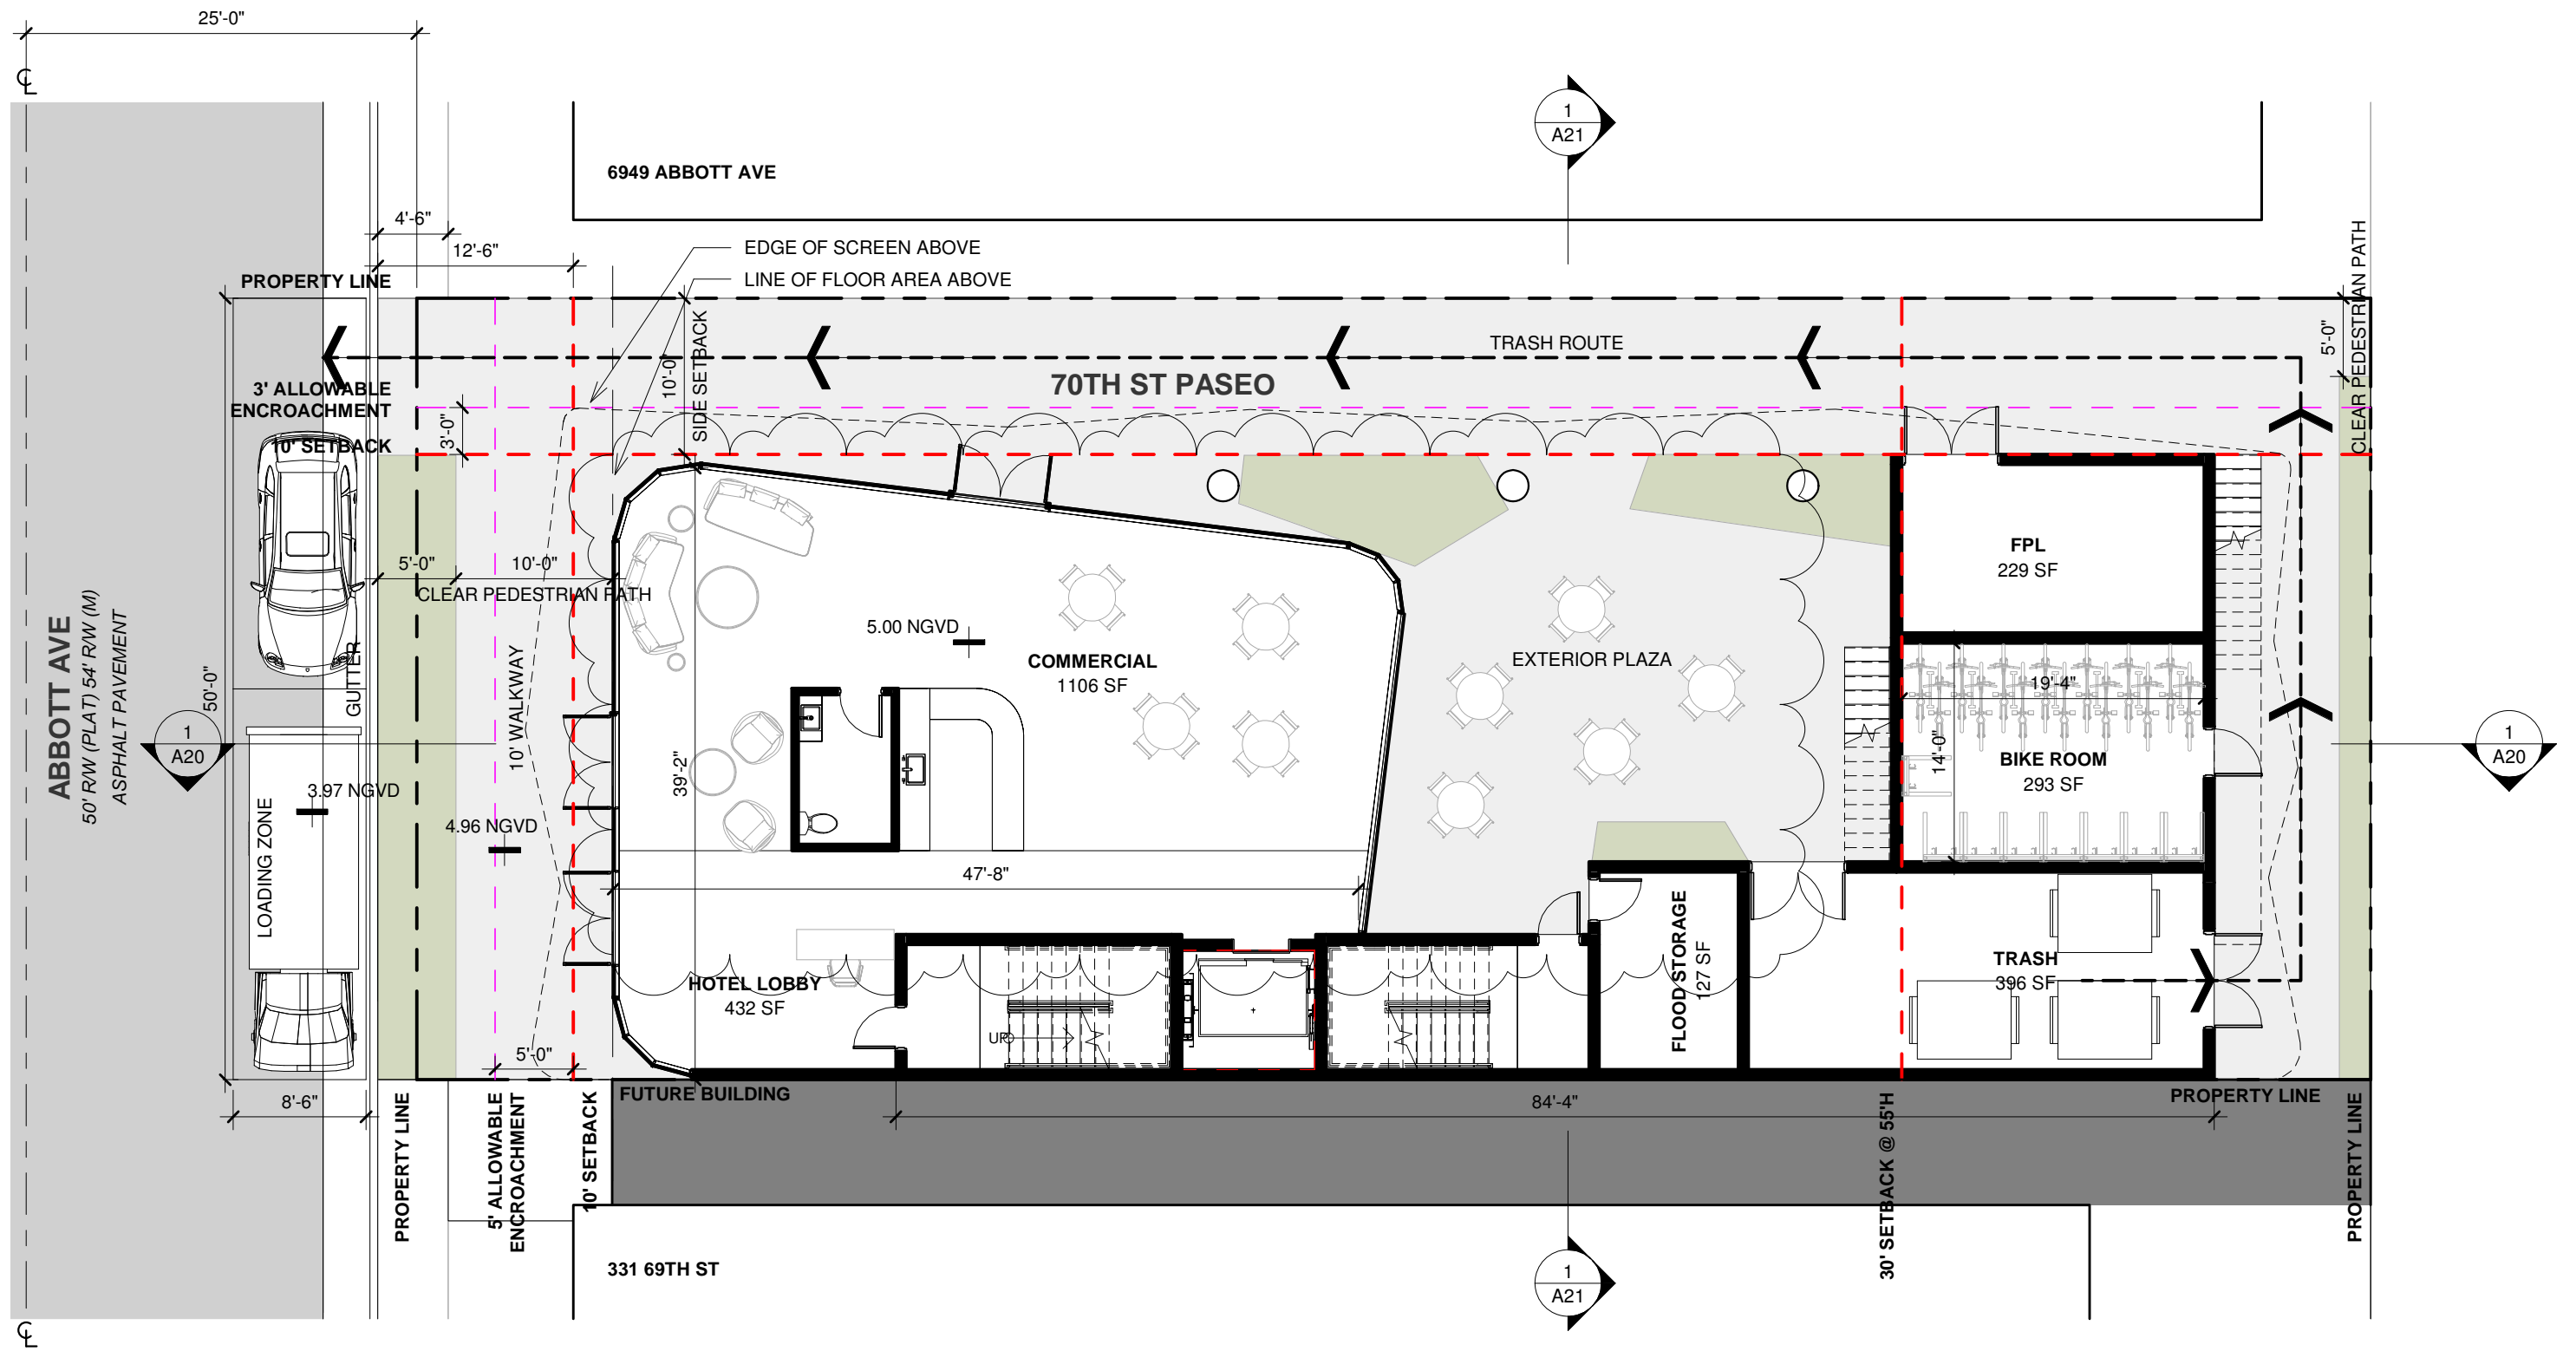 25'-0"
℄
1
A21
6949 ABBOTT AVE
4'-6"
12'-6"
EDGE OF SCREEN ABOVE
LINE OF FLOOR AREA ABOVE
PROPERTY LINE
CLEAR PEDESTRIAN PATH
5'-0"
TRASH ROUTE
SIDE SETBACK
10'-0"
70TH ST PASEO
3' ALLOWABLE
ENCROACHMENT
3'-0"
10' SETBACK
FPL
229 SF
5'-0"
10'-0"
CLEAR PEDESTRIAN PATH
ABBOTT AVE
50' R/W (PLAT) 54' R/W (M)
ASPHALT PAVEMENT
50'-0"
GUTTER
10' WALKWAY
5.00 NGVD
COMMERCIAL
1106 SF
EXTERIOR PLAZA
19'-4"
14'-0"
BIKE ROOM
293 SF
1
A20
1
A20
39'-2"
3.97 NGVD
4.96 NGVD
LOADING ZONE
47'-8"
FLOOD STORAGE
127 SF
TRASH
396 SF
HOTEL LOBBY
432 SF
UP
5'-0"
8'-6"
FUTURE BUILDING
84'-4"
PROPERTY LINE
PROPERTY LINE
5' ALLOWABLE
ENCROACHMENT
10' SETBACK
30' SETBACK @ 55'H
PROPERTY LINE
331 69TH ST
1
A21
℄